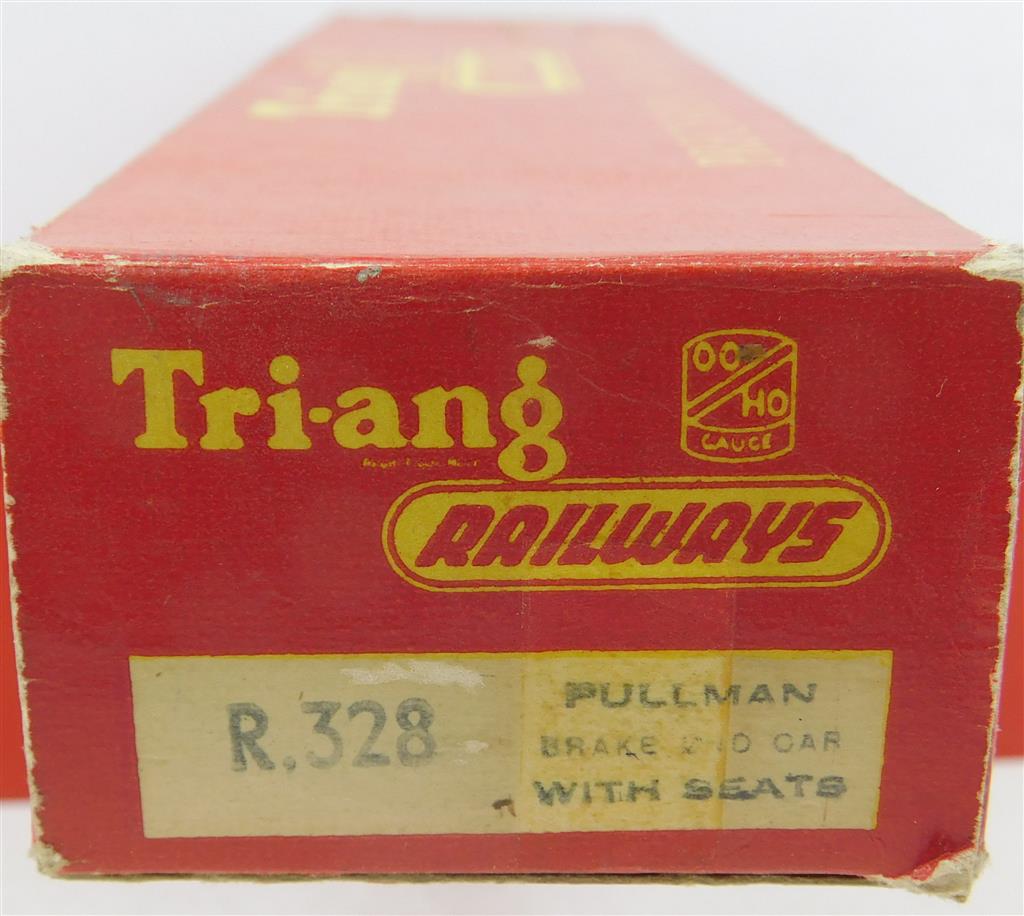 Tri-ang
OO
HO
GAUGE
RAILWAYS
R.328
PULLMAN
BRAKE 2ND CAR
WITH SEATS